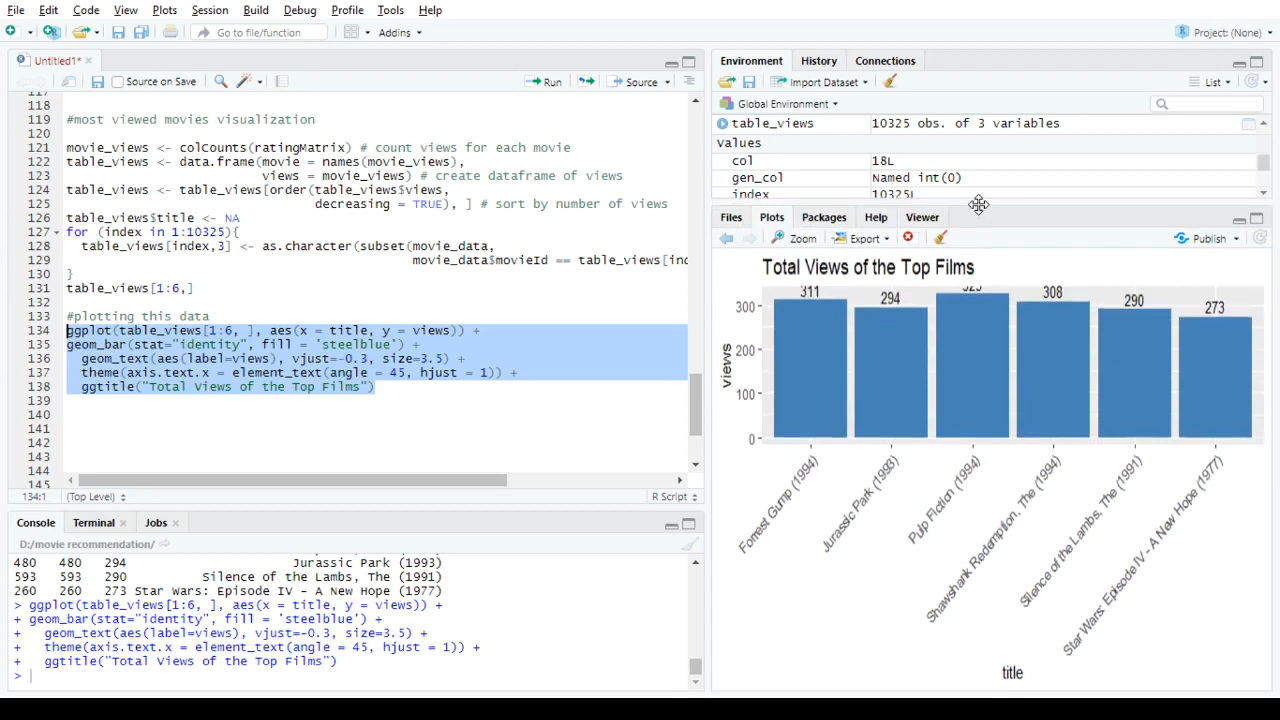 File Edit Code View Plots Session Build Debug Profile Tools Help
Go to file/function Addins Project: (None)
Untitled1*
Source on Save Run Source
117
118
119 #most viewed movies visualization
120
121 movie_views <- colCounts(ratingMatrix) # count views for each movie
122 table_views <- data.frame(movie = names(movie_views),
123 views = movie_views) # create dataframe of views
124 table_views <- table_views[order(table_views$views,
125 decreasing = TRUE), ] # sort by number of views
126 table_views$title <- NA
127 for (index in 1:10325){
128 table_views[index,3] <- as.character(subset(movie_data,
129 movie_data$movieId == table_views[ind
130 }
131 table_views[1:6,]
132
133 #plotting this data
134 ggplot(table_views[1:6, ], aes(x = title, y = views)) +
135 geom_bar(stat="identity", fill = 'steelblue') +
136 geom_text(aes(label=views), vjust=-0.3, size=3.5) +
137 theme(axis.text.x = element_text(angle = 45, hjust = 1)) +
138 ggtitle("Total Views of the Top Films")
139
140
141
142
143
144
145
134:1 (Top Level) R Script
Console Terminal Jobs
D:/movie recommendation/
480 480 294 Jurassic Park (1993)
593 593 290 Silence of the Lambs, The (1991)
260 260 273 Star Wars: Episode IV - A New Hope (1977)
> ggplot(table_views[1:6, ], aes(x = title, y = views)) +
+ geom_bar(stat="identity", fill = 'steelblue') +
+ geom_text(aes(label=views), vjust=-0.3, size=3.5) +
+ theme(axis.text.x = element_text(angle = 45, hjust = 1)) +
+ ggtitle("Total Views of the Top Films")
>
Environment History Connections
Import Dataset List
Global Environment
table_views 10325 obs. of 3 variables
Values
col 18L
gen_col Named int(0)
index 10325L
Files Plots Packages Help Viewer
Zoom Export Publish
Total Views of the Top Films
311 294 325 308 290 273
300
200
100
0
views
Forrest Gump (1994)
Jurassic Park (1993)
Pulp Fiction (1994)
Shawshank Redemption, The (1994)
Silence of the Lambs, The (1991)
Star Wars: Episode IV - A New Hope (1977)
title